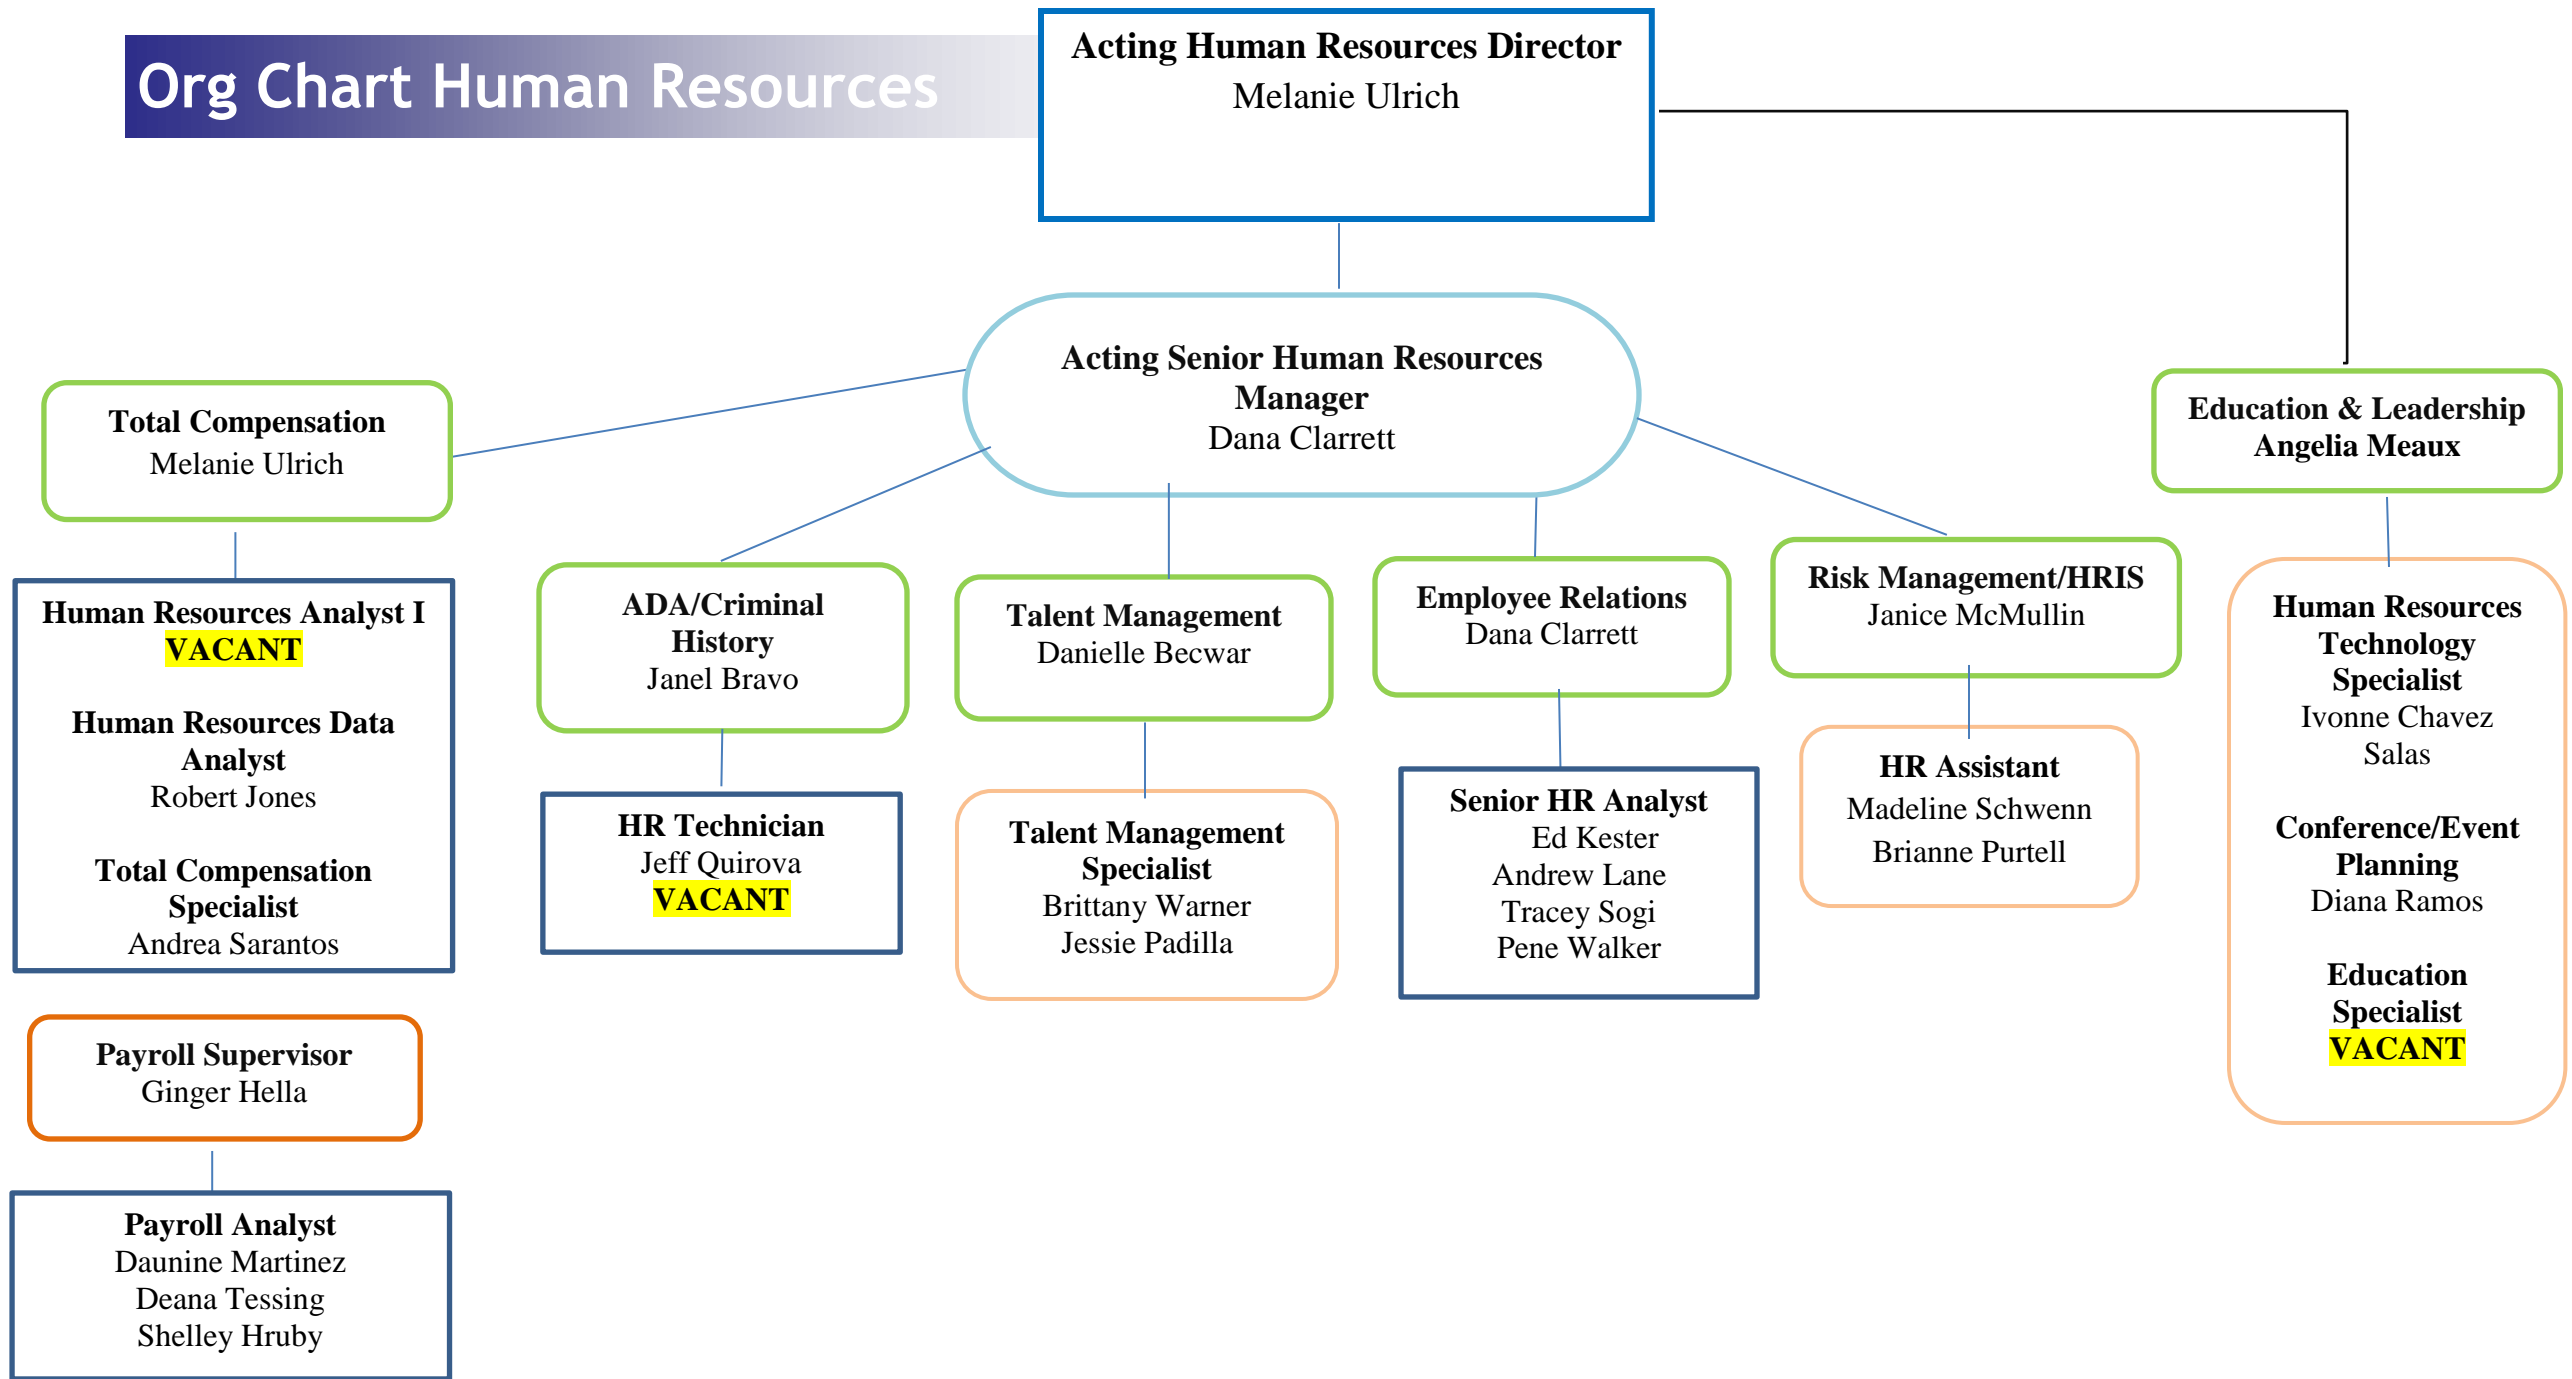 Org Chart Human Resources
Acting Human Resources Director
Melanie Ulrich
Acting Senior Human Resources
Manager
Dana Clarrett
Total Compensation
Melanie Ulrich
Human Resources Analyst I
VACANT
Human Resources Data
Analyst
Robert Jones
Total Compensation
Specialist
Andrea Sarantos
Payroll Supervisor
Ginger Hella
Payroll Analyst
Daunine Martinez
Deana Tessing
Shelley Hruby
ADA/Criminal
History
Janel Bravo
HR Technician
Jeff Quirova
VACANT
Talent Management
Danielle Becwar
Talent Management
Specialist
Brittany Warner
Jessie Padilla
Employee Relations
Dana Clarrett
Senior HR Analyst
Ed Kester
Andrew Lane
Tracey Sogi
Pene Walker
Risk Management/HRIS
Janice McMullin
HR Assistant
Madeline Schwenn
Brianne Purtell
Education & Leadership
Angelia Meaux
Human Resources
Technology
Specialist
Ivonne Chavez
Salas
Conference/Event
Planning
Diana Ramos
Education
Specialist
VACANT